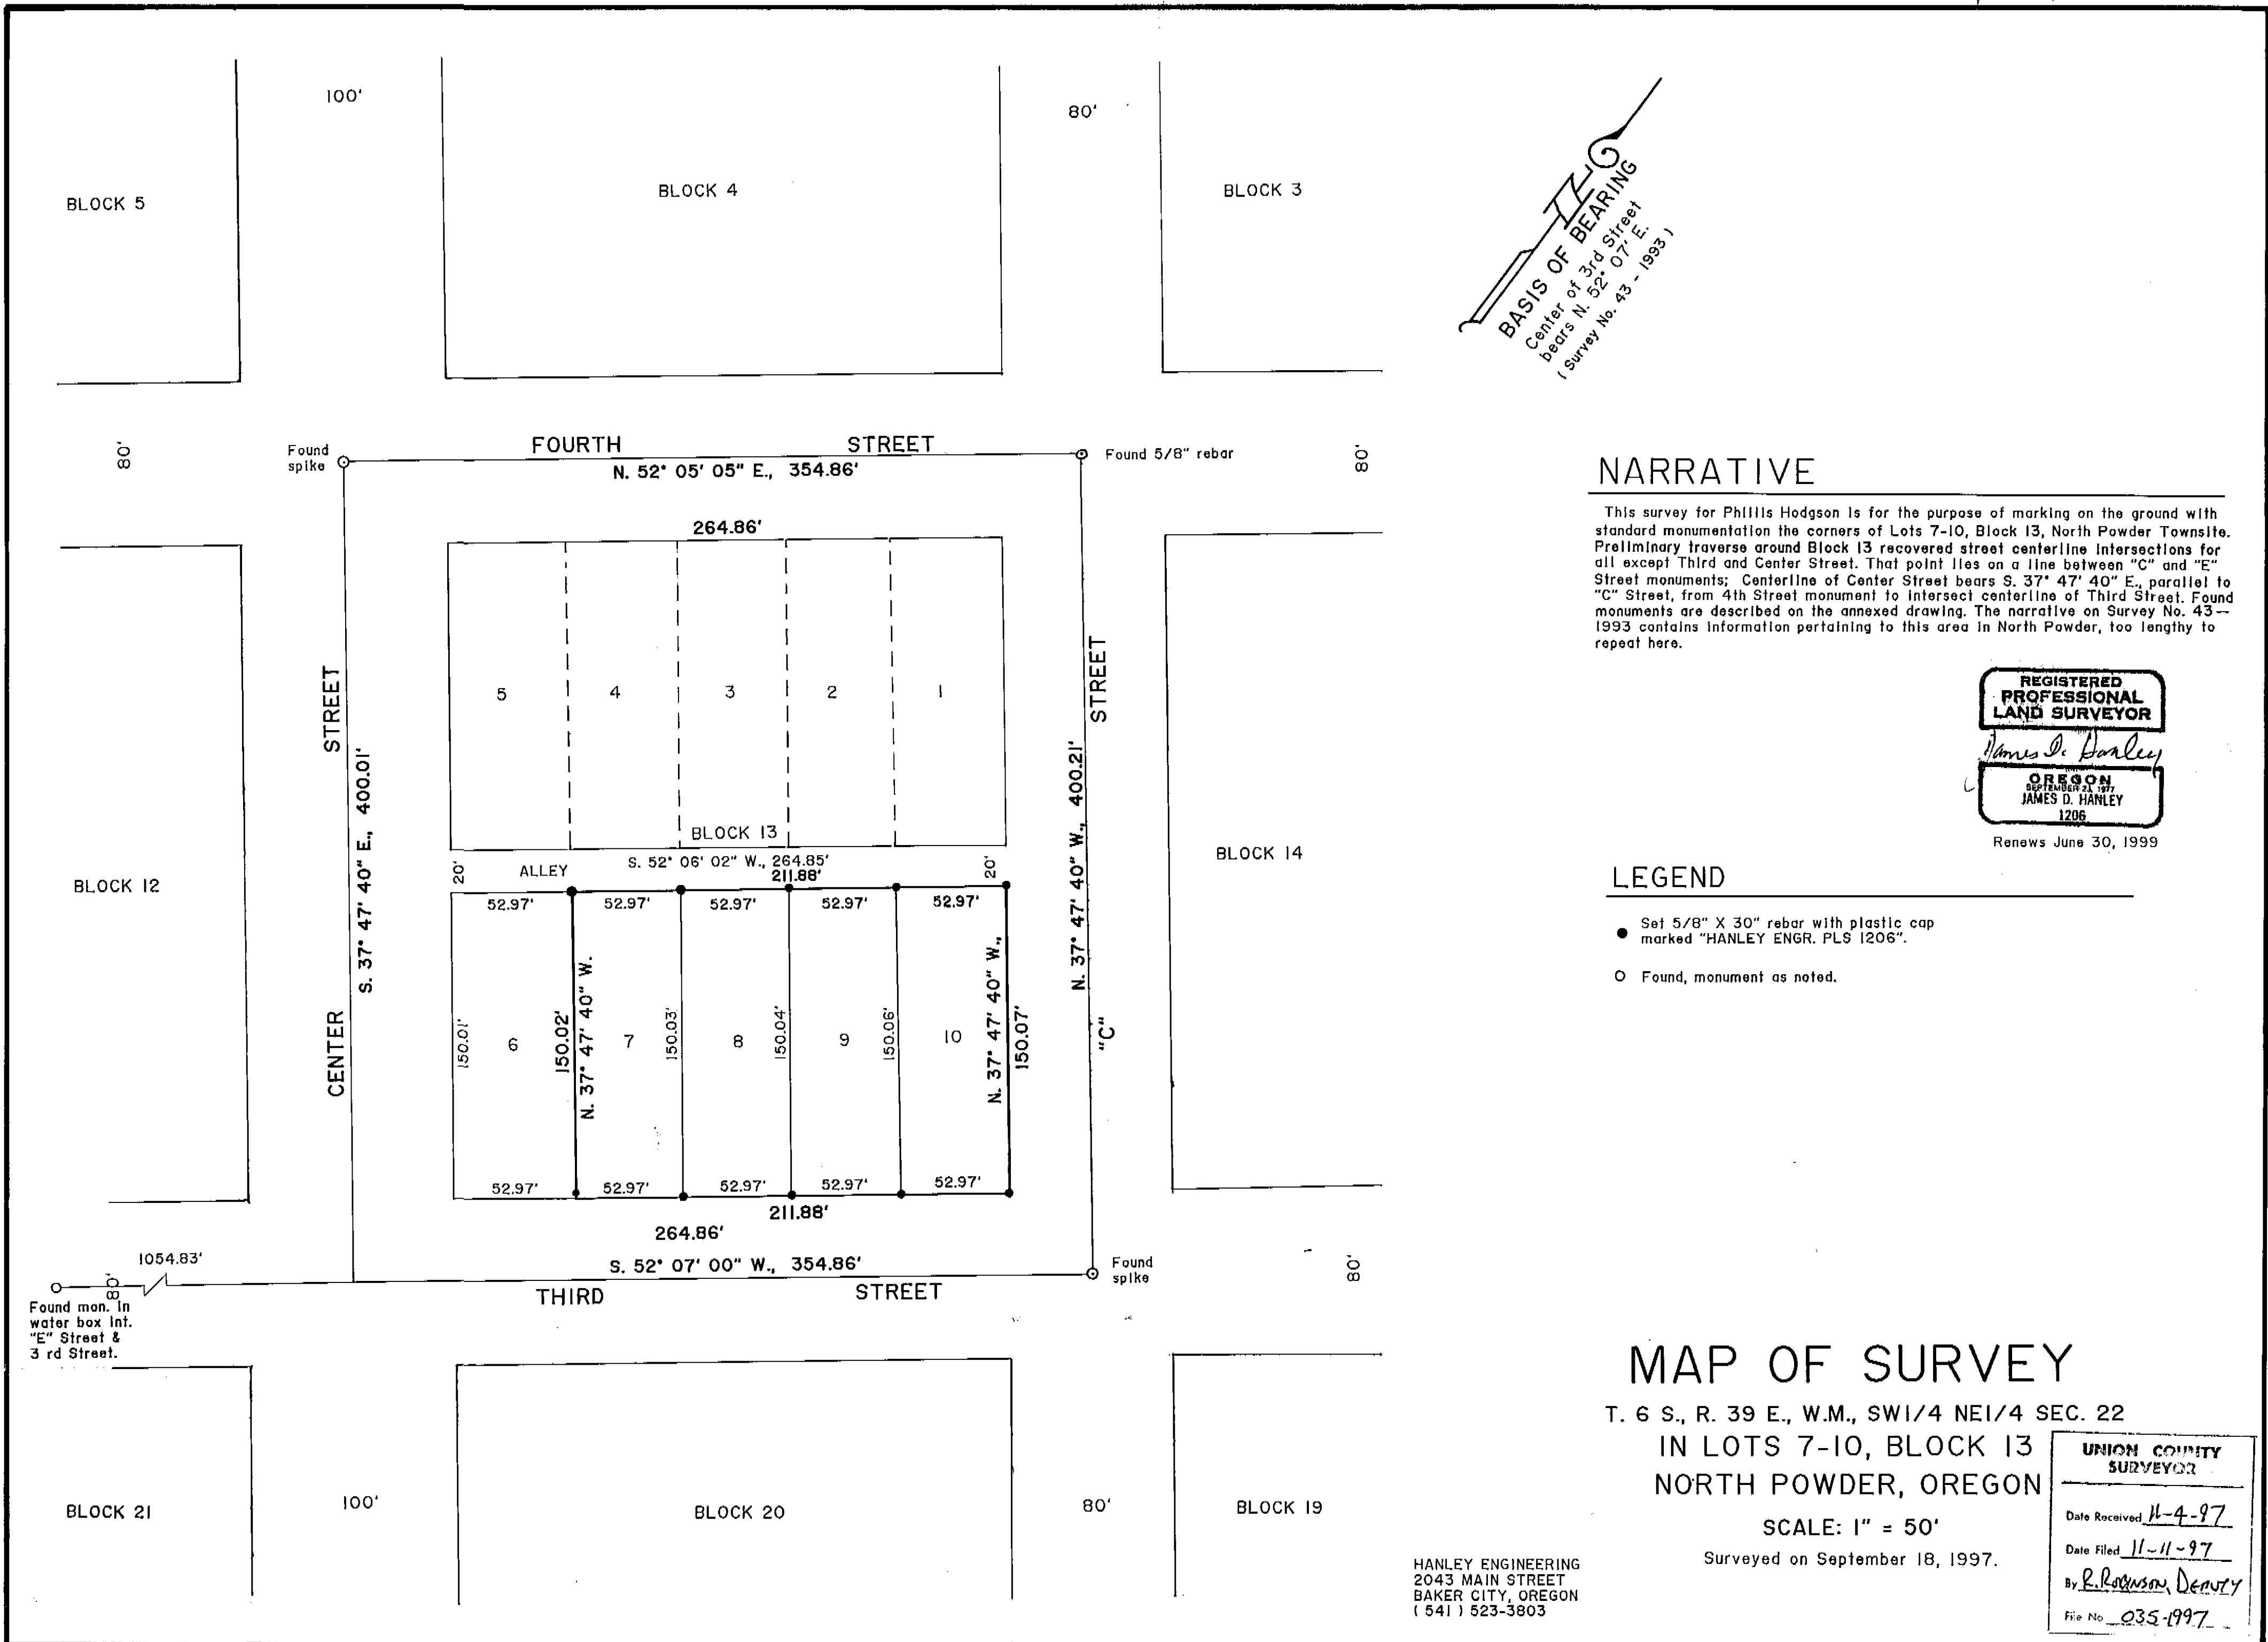 100'
80'
BLOCK 5
BLOCK 4
BLOCK 3
BASIS OF BEARING
Center of 3rd Street
bears N. 52° 07' E.
( Survey No. 43 - 1993 )
80'
Found
spike
FOURTH STREET
N. 52° 05' 05" E., 354.86'
Found 5/8" rebar
80'
264.86'
5
4
3
2
1
BLOCK 13
CENTER STREET
S. 37° 47' 40" E., 400.01'
"C" STREET
N. 37° 47' 40" W., 400.21'
BLOCK 12
BLOCK 14
20'
ALLEY
S. 52° 06' 02" W., 264.85'
211.88'
20'
52.97'
52.97'
52.97'
52.97'
52.97'
150.01'
6
150.02'
N. 37° 47' 40" W.
7
150.03'
8
150.04'
9
150.06'
10
N. 37° 47' 40" W.,
150.07'
52.97'
52.97'
52.97'
52.97'
52.97'
211.88'
264.86'
S. 52° 07' 00" W., 354.86'
THIRD STREET
1054.83'
80'
Found mon. in
water box int.
"E" Street &
3 rd Street.
Found
spike
80'
BLOCK 21
100'
BLOCK 20
80'
BLOCK 19
NARRATIVE
This survey for Phillis Hodgson is for the purpose of marking on the ground with
standard monumentation the corners of Lots 7-10, Block 13, North Powder Townsite.
Preliminary traverse around Block 13 recovered street centerline intersections for
all except Third and Center Street. That point lies on a line between "C" and "E"
Street monuments; Centerline of Center Street bears S. 37° 47' 40" E., parallel to
"C" Street, from 4th Street monument to intersect centerline of Third Street. Found
monuments are described on the annexed drawing. The narrative on Survey No. 43—
1993 contains information pertaining to this area in North Powder, too lengthy to
repeat here.
REGISTERED
PROFESSIONAL
LAND SURVEYOR
James D. Hanley
OREGON
SEPTEMBER 23, 1977
JAMES D. HANLEY
1206
Renews June 30, 1999
LEGEND
Set 5/8" X 30" rebar with plastic cap
marked "HANLEY ENGR. PLS 1206".
Found, monument as noted.
MAP OF SURVEY
T. 6 S., R. 39 E., W.M., SW1/4 NE1/4 SEC. 22
IN LOTS 7-10, BLOCK 13
NORTH POWDER, OREGON
SCALE: 1" = 50'
Surveyed on September 18, 1997.
HANLEY ENGINEERING
2043 MAIN STREET
BAKER CITY, OREGON
( 541 ) 523-3803
UNION COUNTY
SURVEYOR
Date Received 11-4-97
Date Filed 11-11-97
By R. ROBINSON, DEPUTY
File No 035-1997